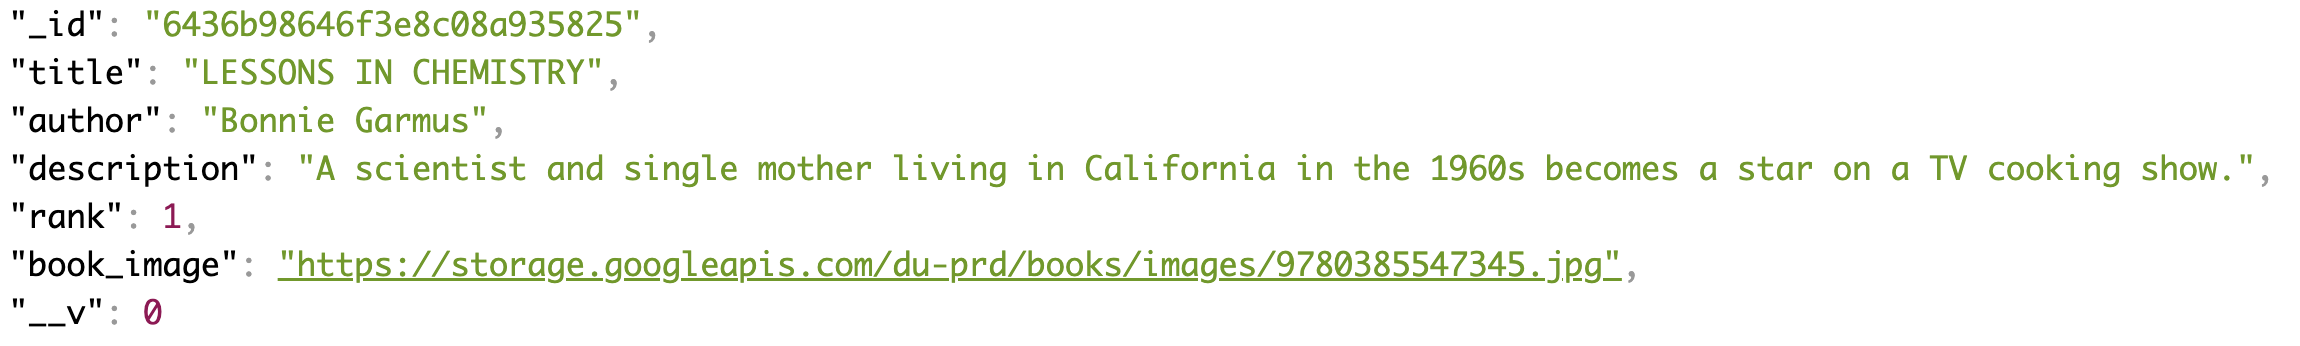 "_id": "6436b98646f3e8c08a935825",
"title": "LESSONS IN CHEMISTRY",
"author": "Bonnie Garmus",
"description": "A scientist and single mother living in California in the 1960s becomes a star on a TV cooking show.",
"rank": 1,
"book_image": "https://storage.googleapis.com/du-prd/books/images/9780385547345.jpg",
"__v": 0